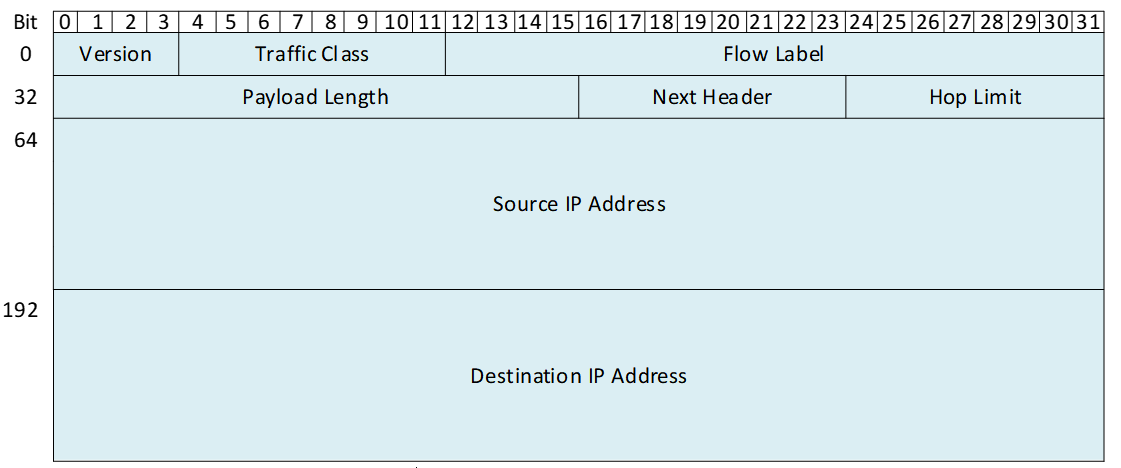 Bit 0 1 2 3 4 5 6 7 8 9 10 11 12 13 14 15 16 17 18 19 20 21 22 23 24 25 26 27 28 29 30 31
0 Version Traffic Class Flow Label
32 Payload Length Next Header Hop Limit
64
Source IP Address
192
Destination IP Address